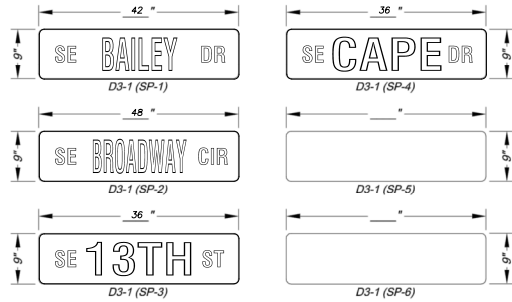 42 "
9"
SE BAILEY DR
D3-1 (SP-1)
36 "
SE CAPE DR
9"
D3-1 (SP-4)
48 "
9"
SE BROADWAY CIR
D3-1 (SP-2)
"
9"
D3-1 (SP-5)
36 "
9"
SE 13TH ST
D3-1 (SP-3)
"
9"
D3-1 (SP-6)